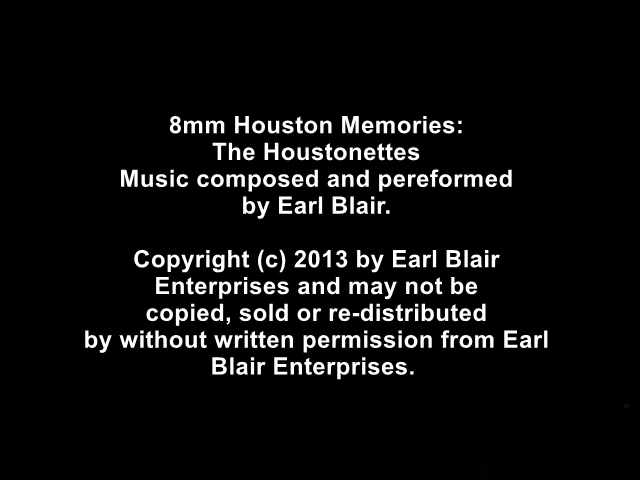 8mm Houston Memories:
The Houstonettes
Music composed and pereformed
by Earl Blair.
Copyright (c) 2013 by Earl Blair
Enterprises and may not be
copied, sold or re-distributed
by without written permission from Earl
Blair Enterprises.